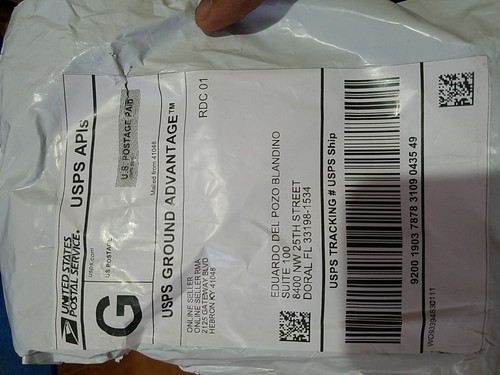 UNITED STATES
POSTAL SERVICE®
USPS APIs
G
usps.com
US POSTAGE
U.S. POSTAGE PAID
Mailed from 41048
USPS GROUND ADVANTAGE™
ONLINE SELLER
ONLINE SELLER RMA
2125 GATEWAY BLVD
HEBRON KY 41048
RDC 01
EDUARDO DEL POZO BLANDINO
SUITE 100
8400 NW 25TH STREET
DORAL FL 33198-1534
USPS TRACKING # USPS Ship
9200 1903 7878 3109 0435 49